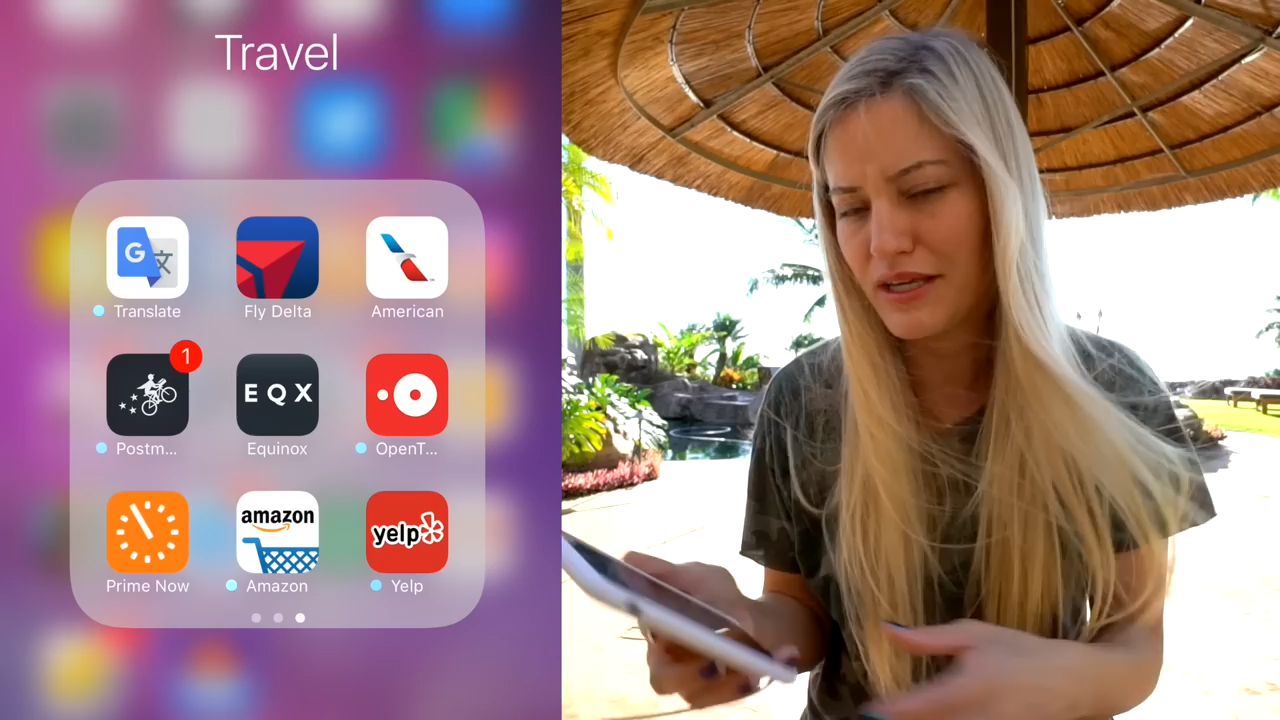 Travel
G 文
Translate
Fly Delta
American
1
Postm...
EQX
Equinox
OpenT...
Prime Now
amazon
Amazon
yelp
Yelp